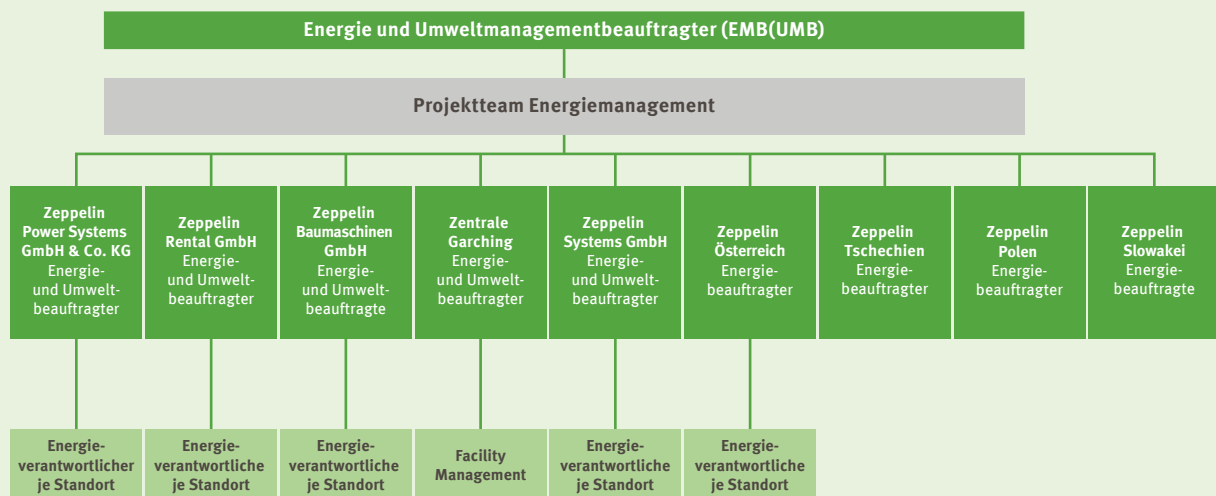 Energie und Umweltmanagementbeauftragter (EMB(UMB)
Projektteam Energiemanagement
Zeppelin
Power Systems
GmbH & Co. KG
Energie-
und Umwelt-
beauftragter
Zeppelin
Rental GmbH
Energie-
und Umwelt-
beauftragter
Zeppelin
Baumaschinen
GmbH
Energie-
und Umwelt-
beauftragte
Zentrale
Garching
Energie-
und Umwelt-
beauftragter
Zeppelin
Systems GmbH
Energie-
und Umwelt-
beauftragter
Zeppelin
Österreich
Energie-
beauftragter
Zeppelin
Tschechien
Energie-
beauftragter
Zeppelin
Polen
Energie-
beauftragter
Zeppelin
Slowakei
Energie-
beauftragte
Energie-
verantwortlicher
je Standort
Energie-
verantwortliche
je Standort
Energie-
verantwortliche
je Standort
Facility
Management
Energie-
verantwortliche
je Standort
Energie-
verantwortliche
je Standort